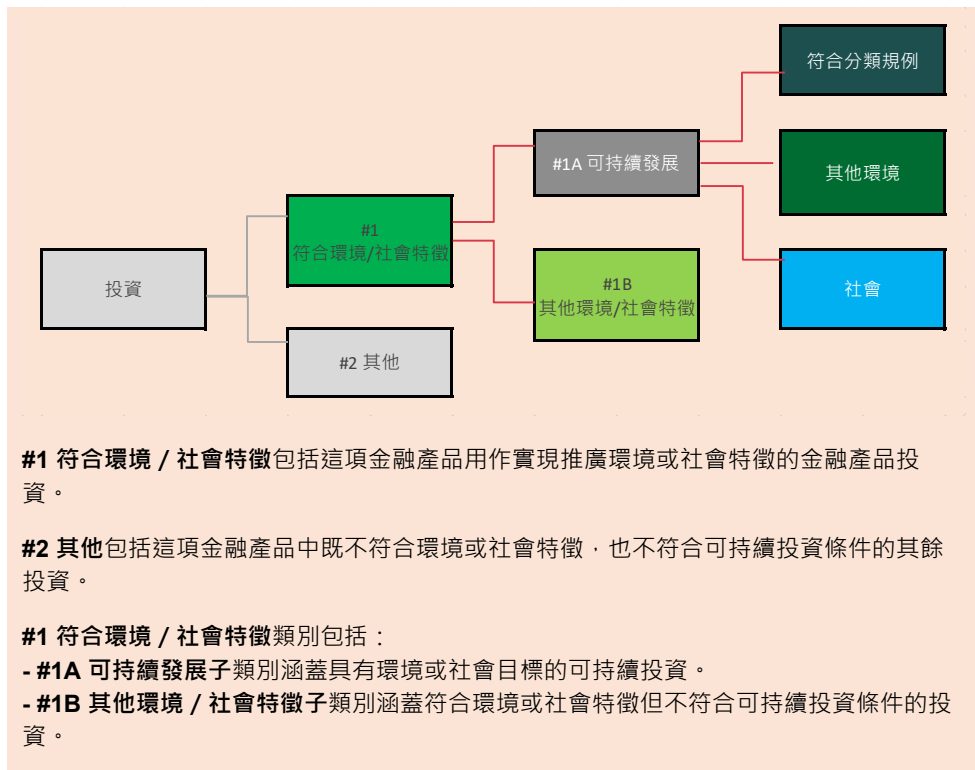 符合分類規例
#1A 可持續發展
其他環境
#1
符合環境/社會特徵
投資
#1B
其他環境/社會特徵
社會
#2 其他
#1 符合環境 / 社會特徵包括這項金融產品用作實現推廣環境或社會特徵的金融產品投
資。
#2 其他包括這項金融產品中既不符合環境或社會特徵，也不符合可持續投資條件的其餘
投資。
#1 符合環境 / 社會特徵類別包括：
- #1A 可持續發展子類別涵蓋具有環境或社會目標的可持續投資。
- #1B 其他環境 / 社會特徵子類別涵蓋符合環境或社會特徵但不符合可持續投資條件的投
資。